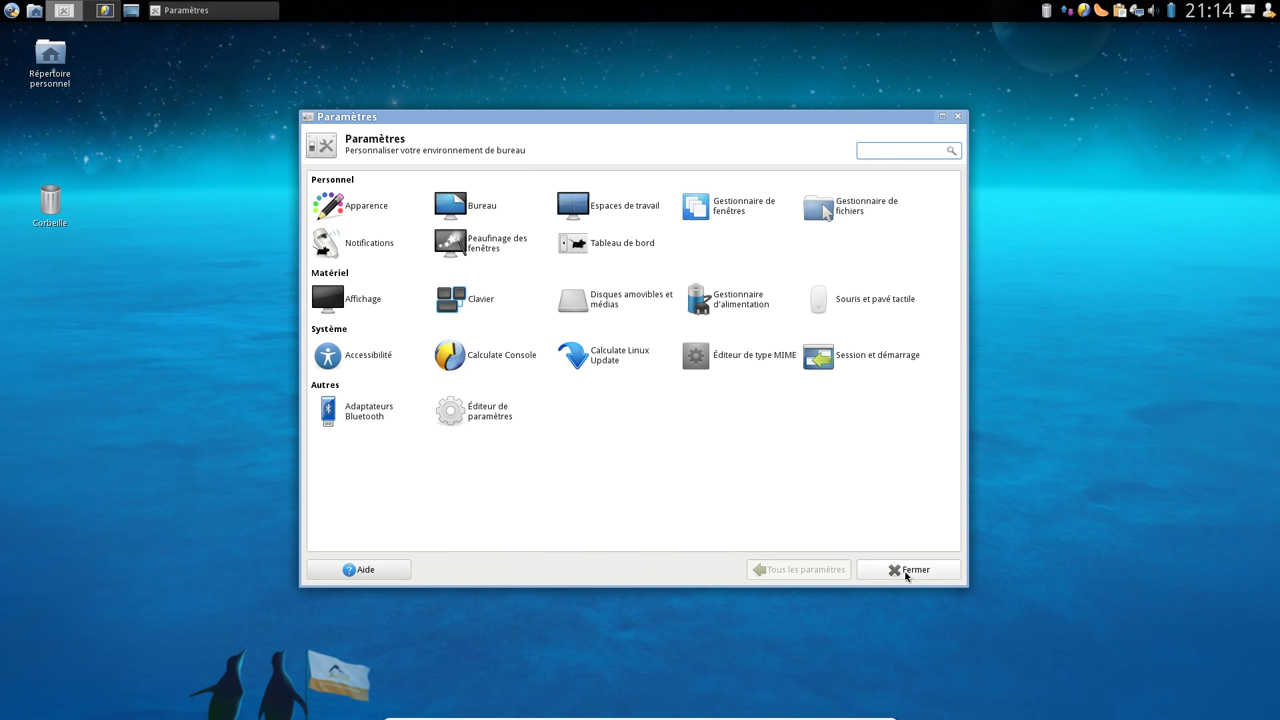 Paramètres
21:14
Répertoire
personnel
Corbeille
Paramètres
Paramètres
Personnaliser votre environnement de bureau
Personnel
Apparence
Bureau
Espaces de travail
Gestionnaire de
fenêtres
Gestionnaire de
fichiers
Notifications
Peaufinage des
fenêtres
Tableau de bord
Matériel
Affichage
Clavier
Disques amovibles et
médias
Gestionnaire
d'alimentation
Souris et pavé tactile
Système
Accessibilité
Calculate Console
Calculate Linux
Update
Éditeur de type MIME
Session et démarrage
Autres
Adaptateurs
Bluetooth
Éditeur de
paramètres
Aide
Tous les paramètres
Fermer